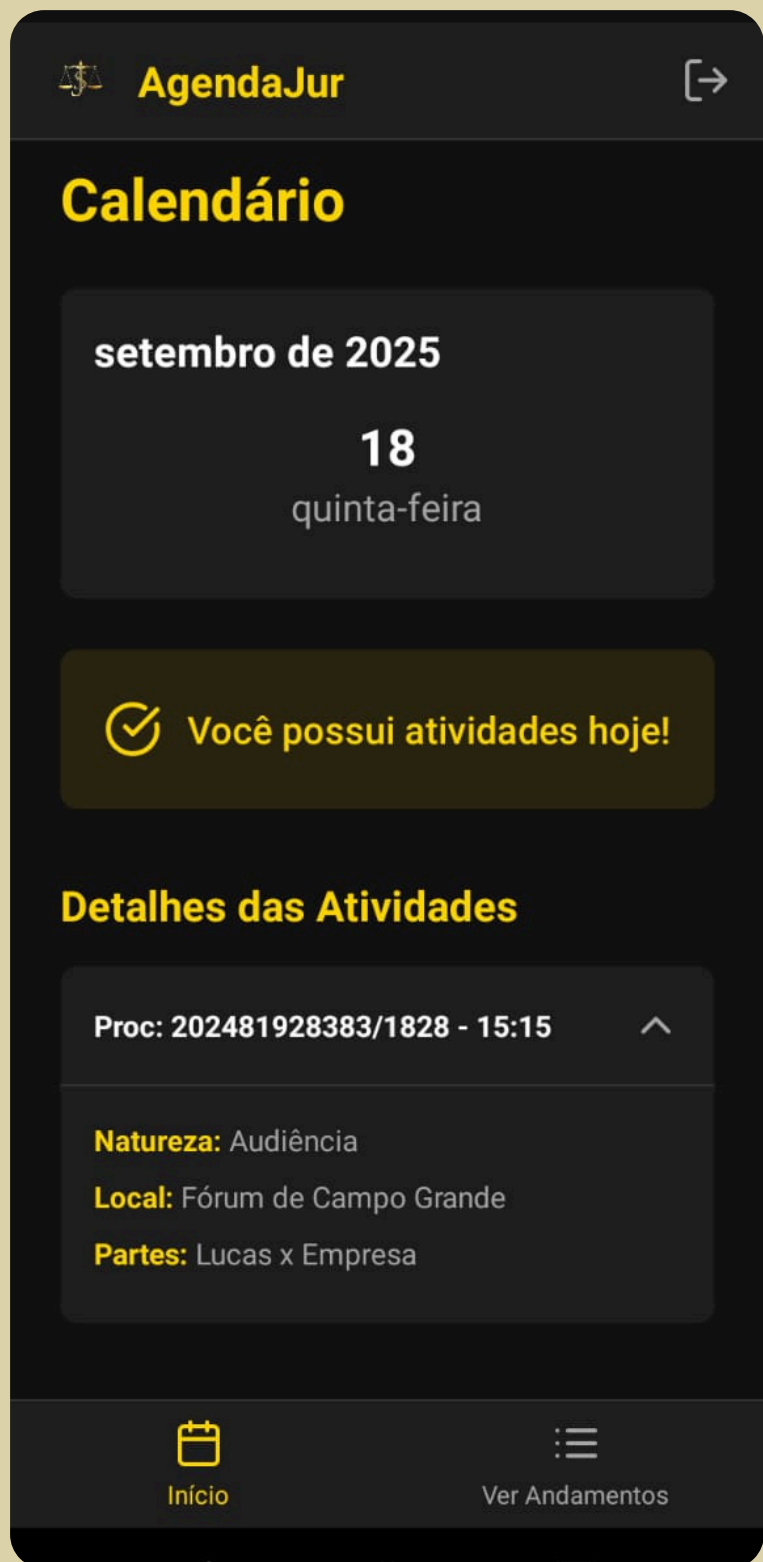 AgendaJur
Calendário
setembro de 2025
18
quinta-feira
Você possui atividades hoje!
Detalhes das Atividades
Proc: 202481928383/1828 - 15:15
Natureza: Audiência
Local: Fórum de Campo Grande
Partes: Lucas x Empresa
Início
Ver Andamentos